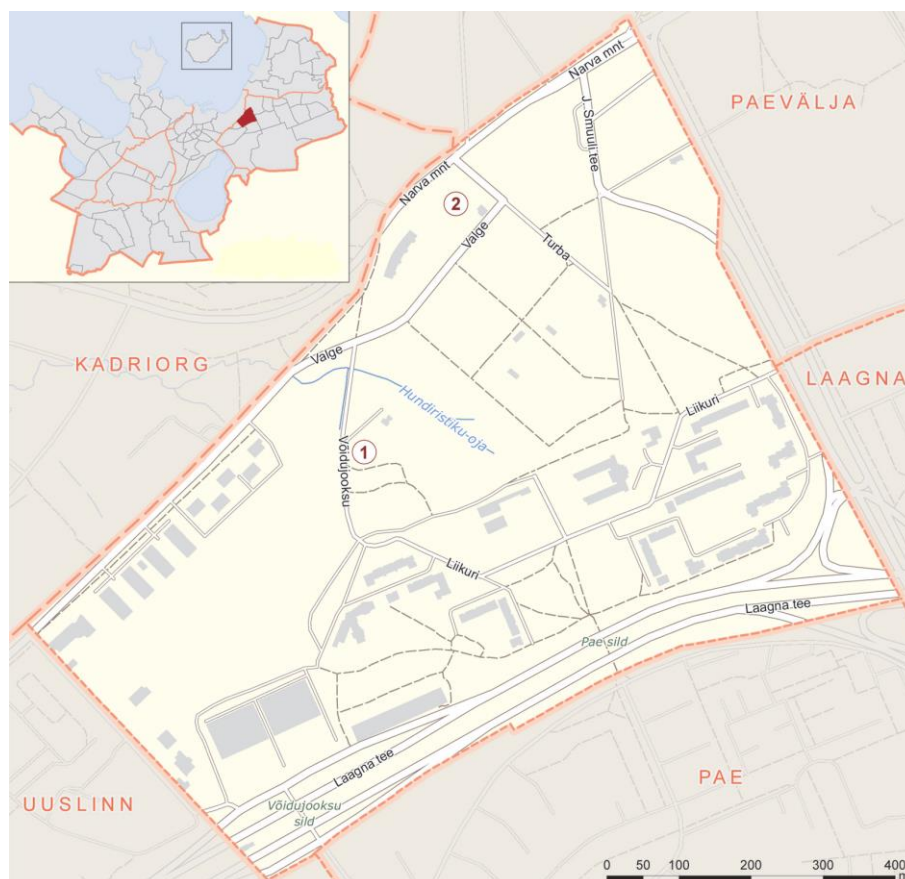 Narva mnt
PAEVÄLJA
J. Smuuli tee
Narva mnt
2
Valge
Turba
KADRIORG
Valge
LAAGNA
Hundiristiku-oja
Liikuri
1
Võidujooksu
Liikuri
Laagna tee
Pae sild
Laagna tee
PAE
UUSLINN
Võidujooksu
sild
0 50 100 200 300 400
m